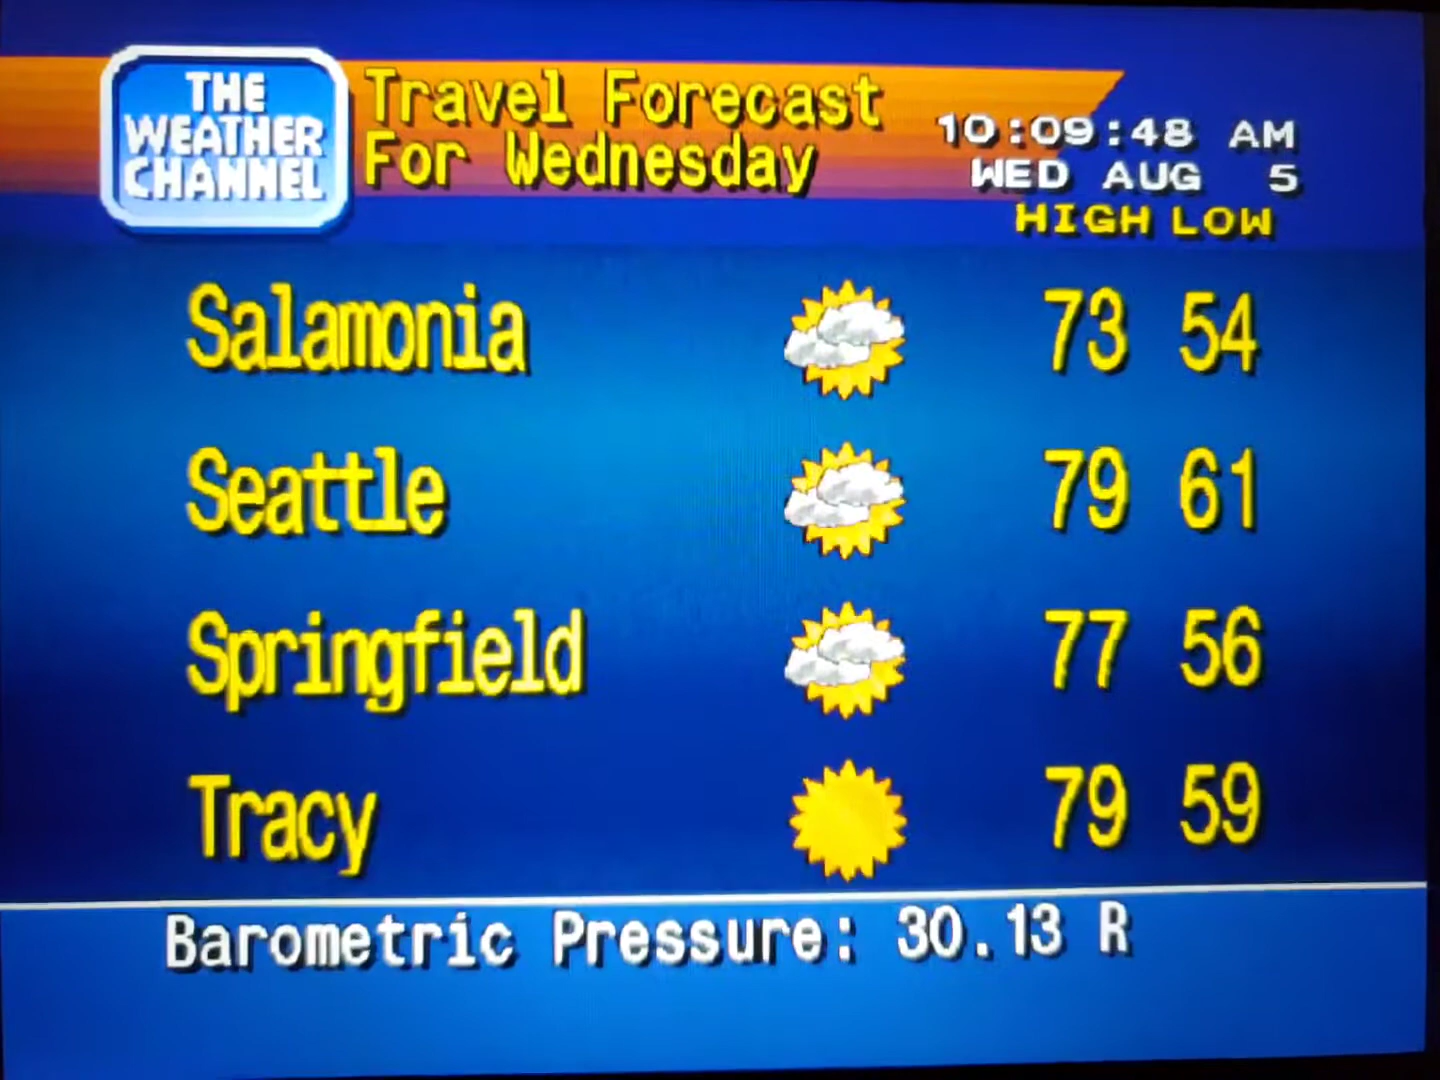 THE
WEATHER
CHANNEL
Travel Forecast
For Wednesday
10:09:48 AM
WED AUG 5
HIGH LOW
Salamonia 73 54
Seattle 79 61
Springfield 77 56
Tracy 79 59
Barometric Pressure: 30.13 R